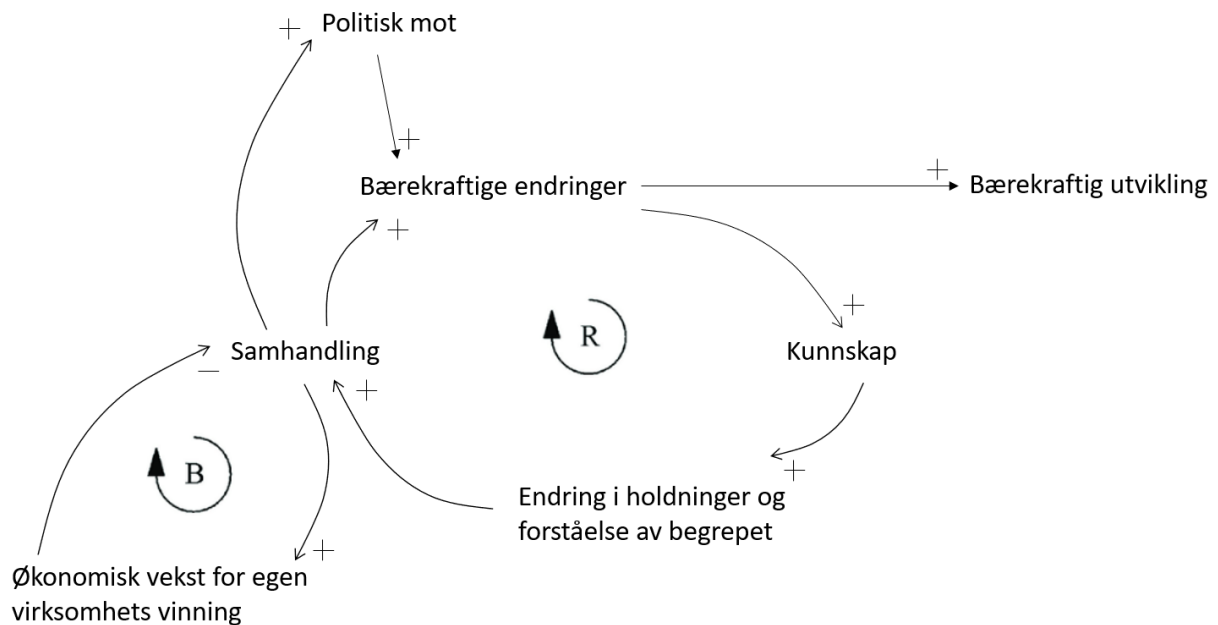 +
Politisk mot
+
Bærekraftige endringer
+
Bærekraftig utvikling
+
+
R
Samhandling
Kunnskap
−
+
B
+
Endring i holdninger og
forståelse av begrepet
+
Økonomisk vekst for egen
virksomhets vinning